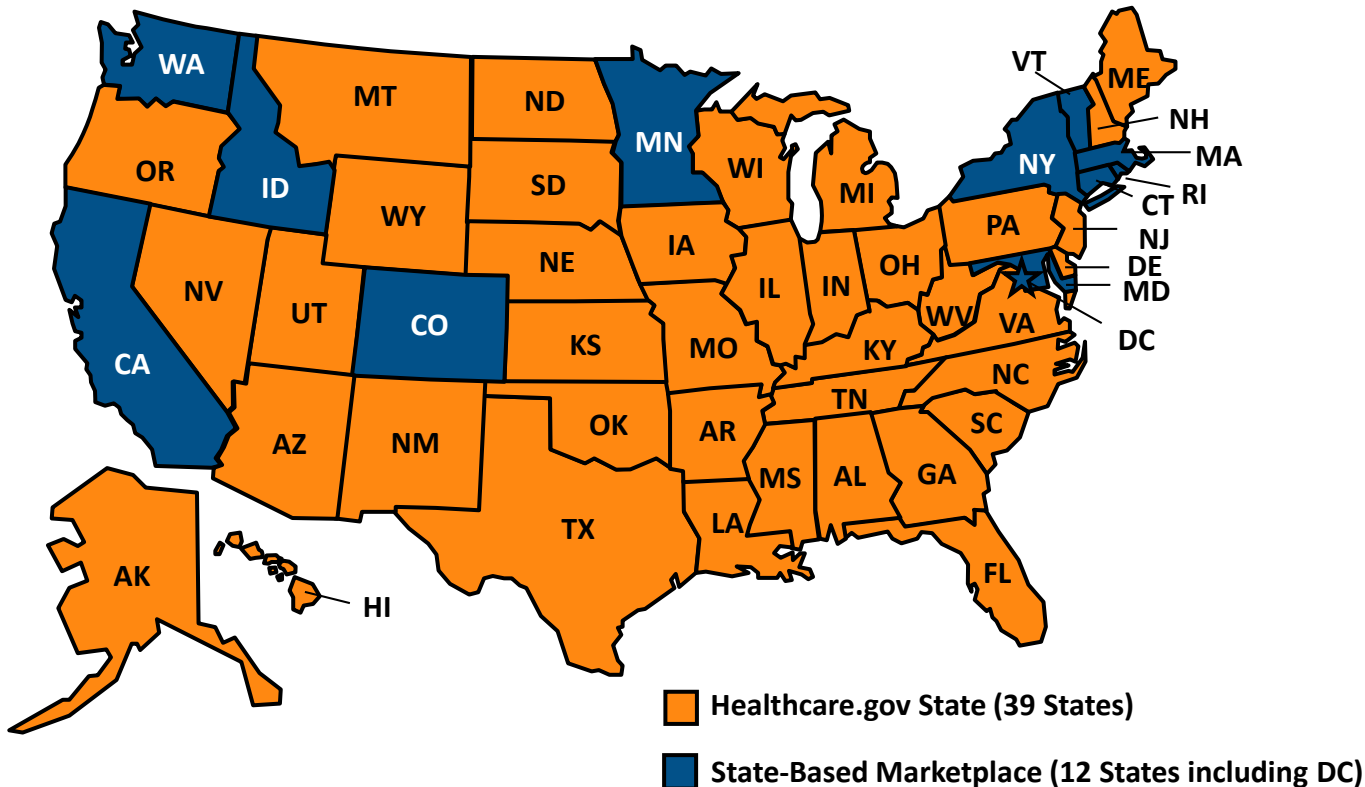 VT
ME
WA
MT
ND
NH
MN
MA
NY
WI
OR
ID
SD
MI
RI
CT
WY
PA
NJ
IA
NE
OH
DE
NV
IL
IN
MD
UT
CO
WV
VA
DC
KS
MO
KY
CA
NC
TN
OK
AR
SC
AZ
NM
MS
AL
GA
TX
LA
AK
FL
HI
Healthcare.gov State (39 States)
State-Based Marketplace (12 States including DC)